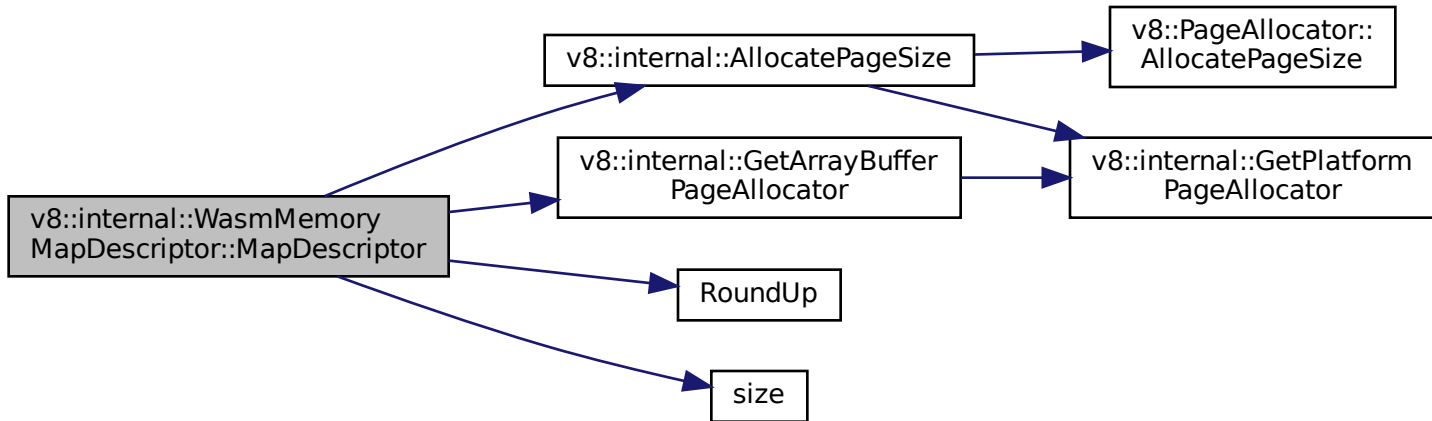 v8::internal::WasmMemory
MapDescriptor::MapDescriptor
v8::internal::AllocatePageSize
v8::PageAllocator::
AllocatePageSize
v8::internal::GetArrayBuffer
PageAllocator
v8::internal::GetPlatform
PageAllocator
RoundUp
size